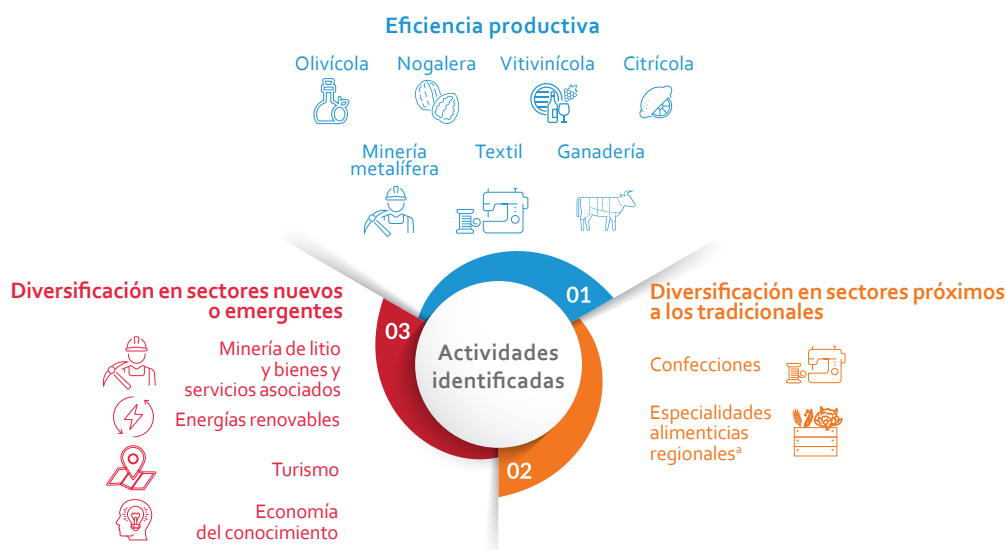 Eficiencia productiva
Olivícola
Nogalera
Vitivinícola
Citrícola
Minería
metalífera
Textil
Ganadería
01
Diversificación en sectores próximos
a los tradicionales
Confecciones
Especialidades
alimenticias
regionalesª
02
Diversificación en sectores nuevos
o emergentes
03
Minería de litio
y bienes y
servicios asociados
Energías renovables
Turismo
Economía
del conocimiento
Actividades
identificadas